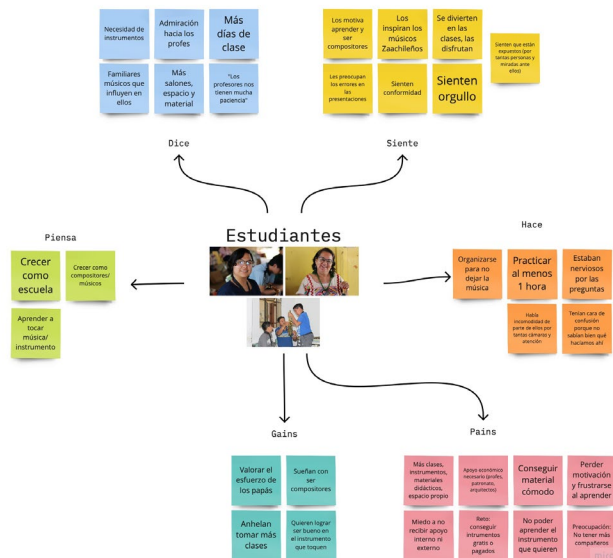 Necesidad de
instrumentos
Admiración
hacia los
profes
Más
días de
clase
Familiares
músicos que
influyen en
ellos
Más
salones,
espacio y
material
"Los
profesores nos
tienen mucha
paciencia"
Dice
Los motiva
aprender y
ser
compositores
Los
inspiran los
músicos
Zaachileños
Se divierten
en las
clases, las
disfrutan
Sienten que están
expuestos (por
tantas personas y
miradas ante
ellos)
Les preocupan
los errores en
las
presentaciones
Sienten
conformidad
Sienten
orgullo
Siente
Estudiantes
Piensa
Crecer
como
escuela
Crecer como
compositores/
músicos
Aprender a
tocar
música/
instrumento
Hace
Organizarse
para no
dejar la
música
Practicar
al menos
1 hora
Estaban
nerviosos
por las
preguntas
Había
incomodidad de
parte de ellos por
tantas cámaras y
atención
Tenían cara de
confusión
porque no
sabían bien qué
hacíamos ahí
Gains
Valorar el
esfuerzo de
los papás
Sueñan con
ser
compositores
Anhelan
tomar más
clases
Quieren lograr
ser bueno en el
instrumento
que toquen
Pains
Más clases,
instrumentos,
materiales
didácticos,
espacio propio
Apoyo económico
necesario (profes,
patronato,
arquitectos)
Conseguir
material
cómodo
Perder
motivación
y frustrarse
al aprender
Miedo a no
recibir apoyo
interno ni
externo
Reto:
conseguir
intrumentos
gratis o
pagados
No poder
aprender el
instrumento
que quieren
Preocupación:
No tener más
compañeros